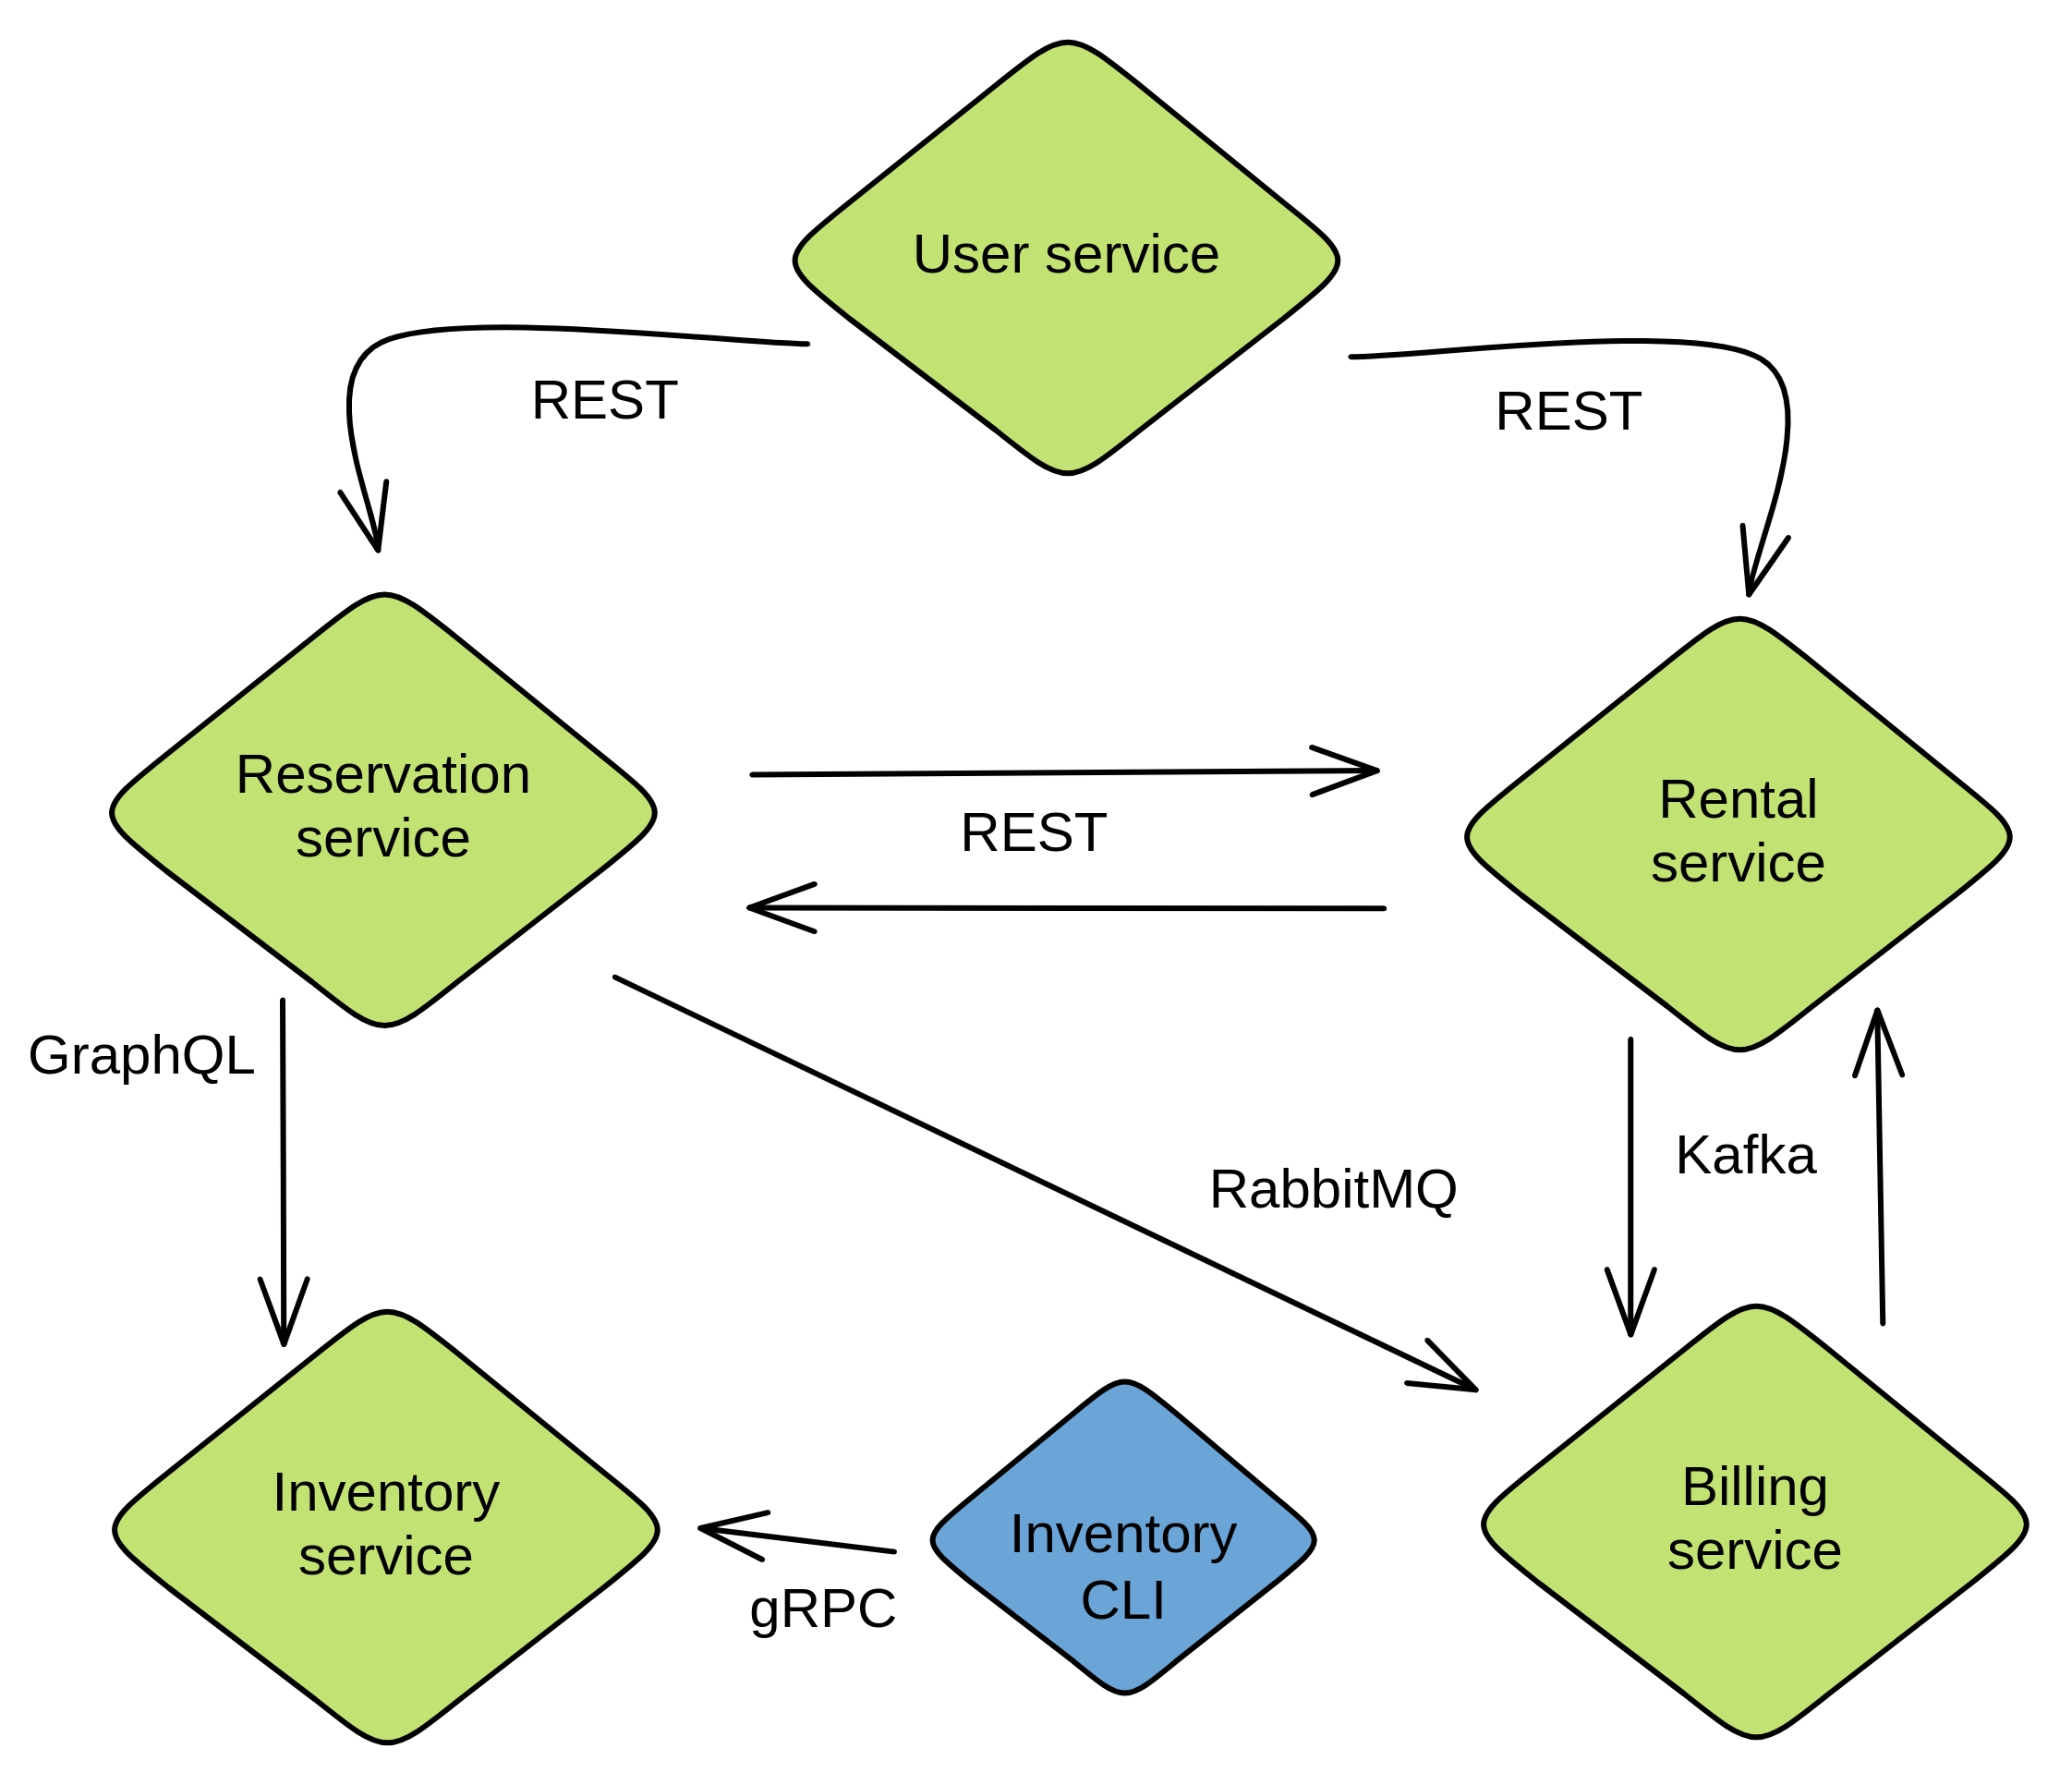 User service
REST
REST
Reservation
service
REST
Rental
service
GraphQL
RabbitMQ
Kafka
Inventory
service
Inventory
CLI
Billing
service
gRPC